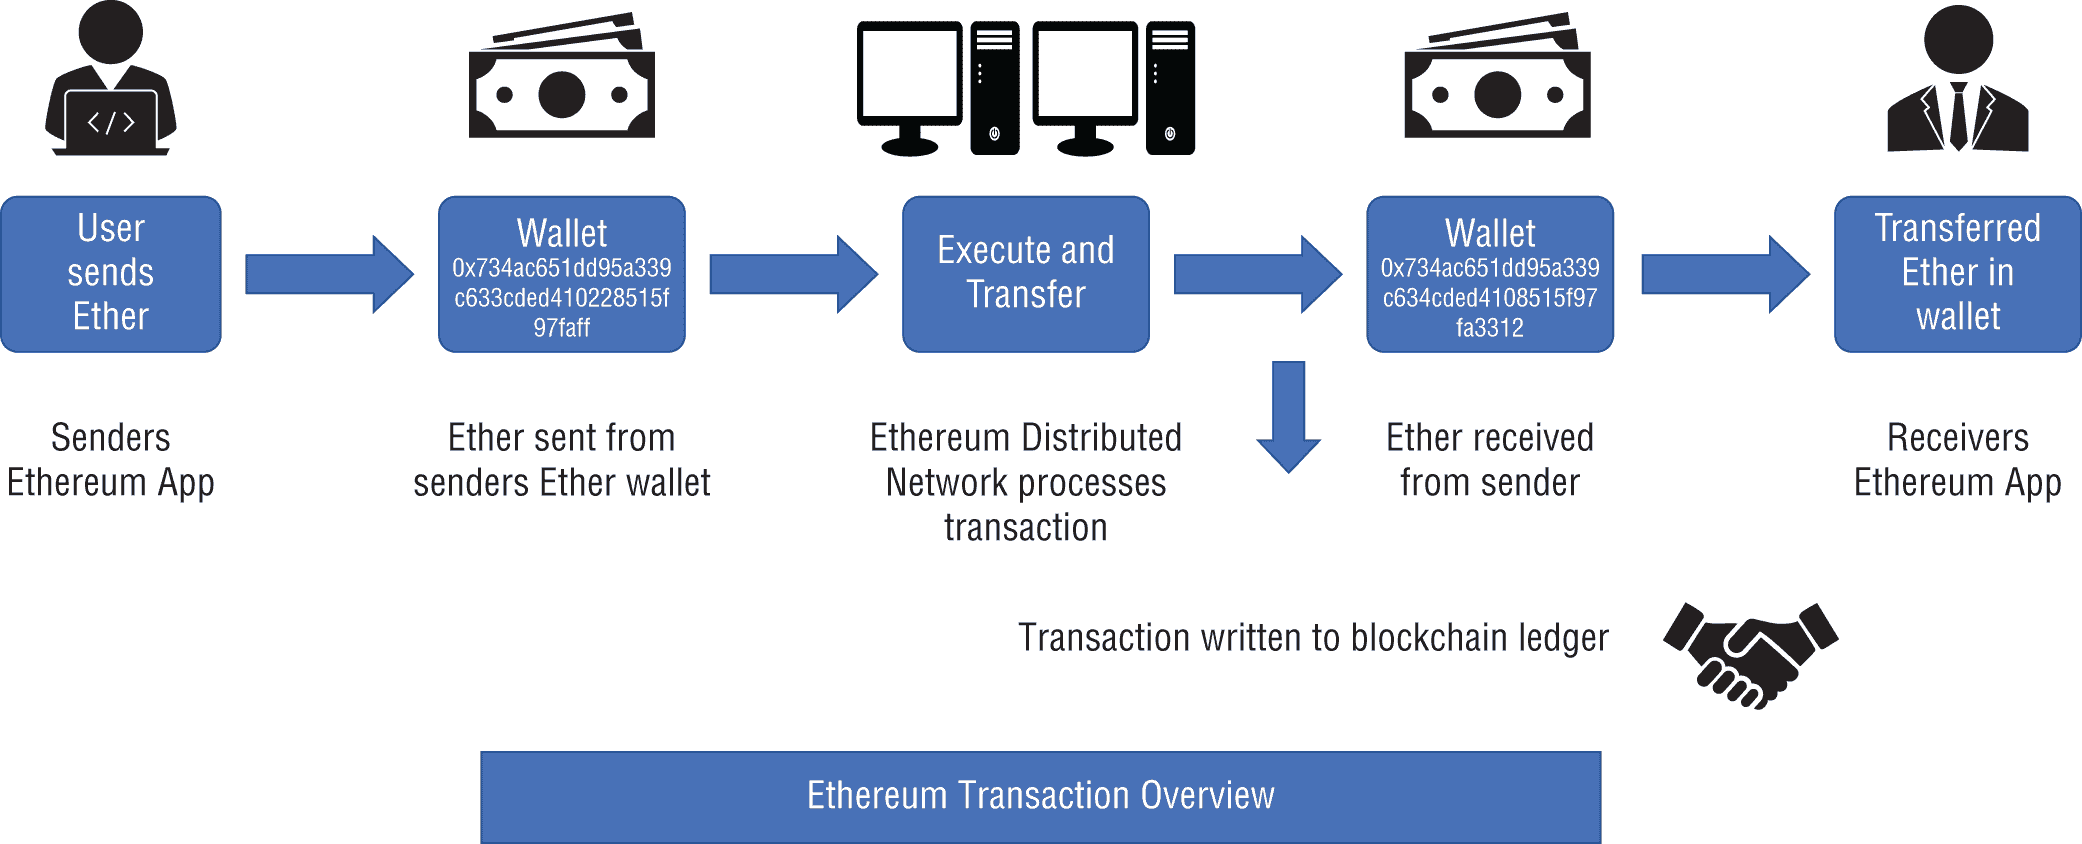 </>
User
sends
Ether
Wallet
0x734ac651dd95a339
c633cded410228515f
97faff
Execute and
Transfer
Wallet
0x734ac651dd95a339
c634cded4108515f97
fa3312
Transferred
Ether in
wallet
Senders
Ethereum App
Ether sent from
senders Ether wallet
Ethereum Distributed
Network processes
transaction
Ether received
from sender
Receivers
Ethereum App
Transaction written to blockchain ledger
Ethereum Transaction Overview